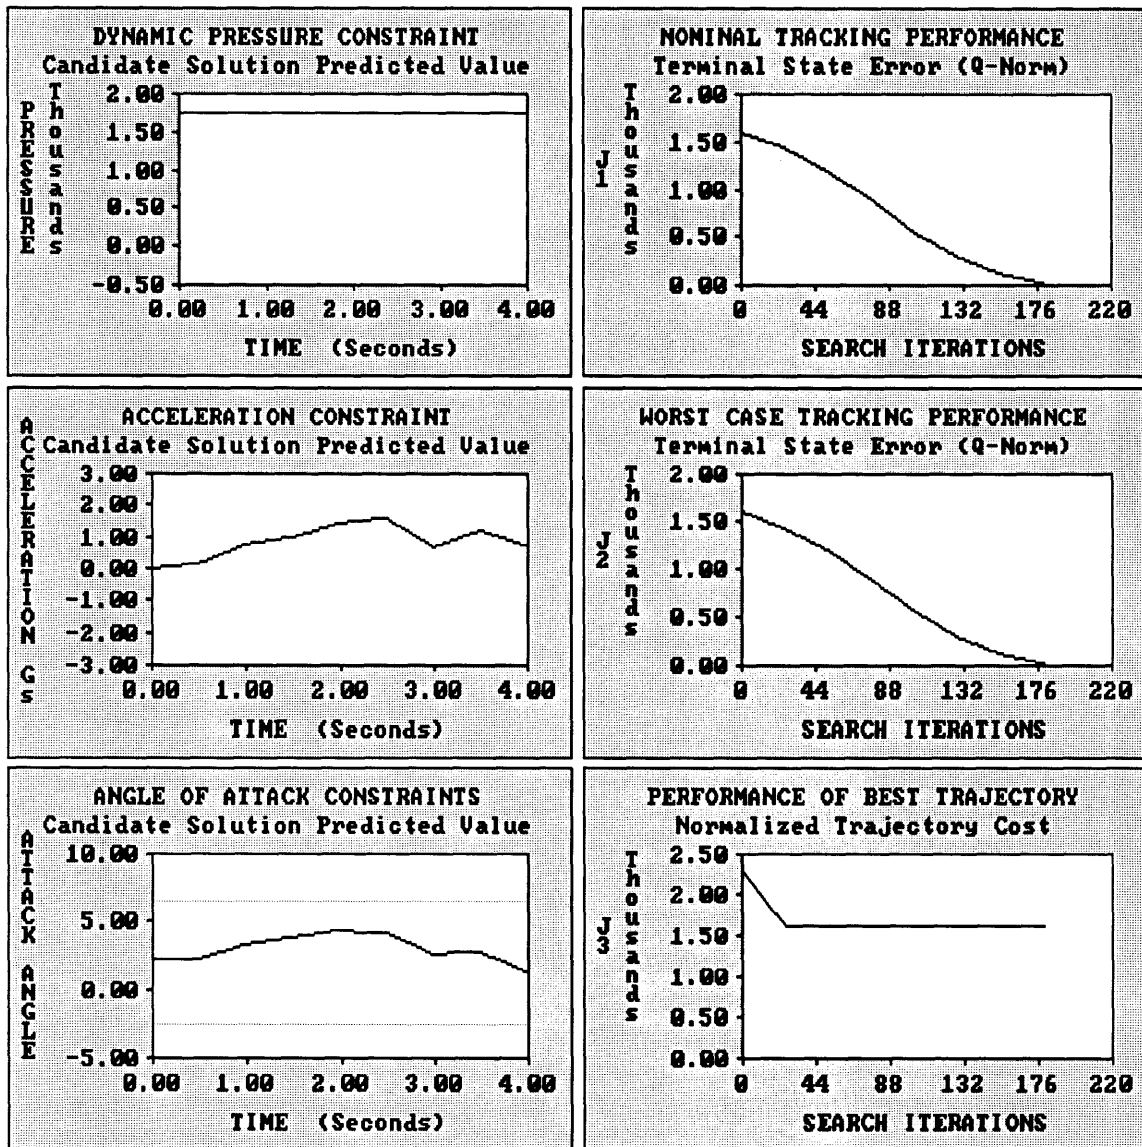 DYNAMIC PRESSURE CONSTRAINT
Candidate Solution Predicted Value
PRESSURE
Thousands
2.00
1.50
1.00
0.50
0.00
-0.50
0.00 1.00 2.00 3.00 4.00
TIME (Seconds)
NOMINAL TRACKING PERFORMANCE
Terminal State Error (Q-Norm)
J1
Thousands
2.00
1.50
1.00
0.50
0.00
0 44 88 132 176 220
SEARCH ITERATIONS
ACCELERATION CONSTRAINT
Candidate Solution Predicted Value
ACCELERATION Gs
3.00
2.00
1.00
0.00
-1.00
-2.00
-3.00
0.00 1.00 2.00 3.00 4.00
TIME (Seconds)
WORST CASE TRACKING PERFORMANCE
Terminal State Error (Q-Norm)
J2
Thousands
2.00
1.50
1.00
0.50
0.00
0 44 88 132 176 220
SEARCH ITERATIONS
ANGLE OF ATTACK CONSTRAINTS
Candidate Solution Predicted Value
ATTACK ANGLE
10.00
5.00
0.00
-5.00
0.00 1.00 2.00 3.00 4.00
TIME (Seconds)
PERFORMANCE OF BEST TRAJECTORY
Normalized Trajectory Cost
J3
Thousands
2.50
2.00
1.50
1.00
0.50
0.00
0 44 88 132 176 220
SEARCH ITERATIONS